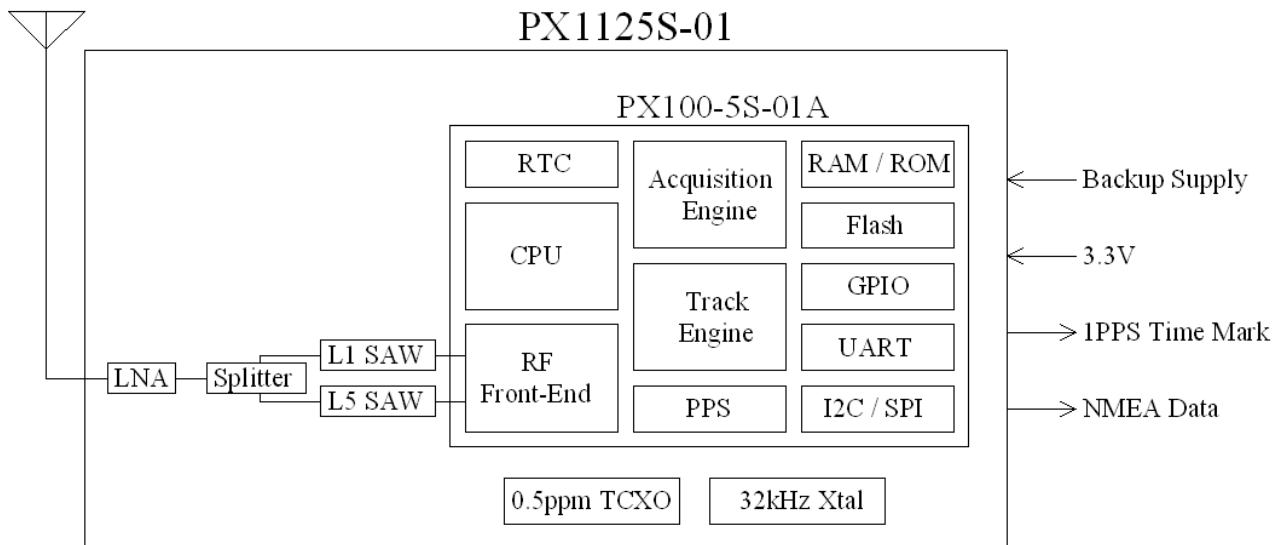 PX1125S-01
PX100-5S-01A
RTC
Acquisition
Engine
RAM / ROM
Backup Supply
CPU
Flash
3.3V
GPIO
Track
Engine
1PPS Time Mark
UART
L1 SAW
RF
Front-End
LNA
Splitter
L5 SAW
PPS
I2C / SPI
NMEA Data
0.5ppm TCXO
32kHz Xtal